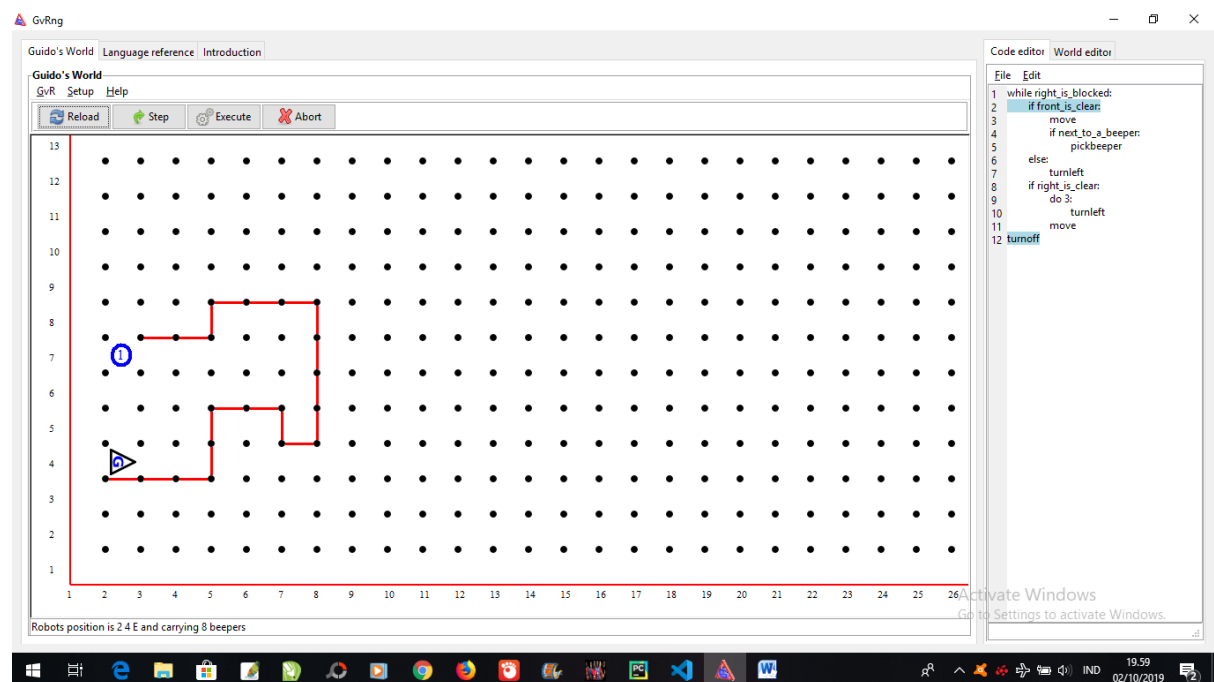 GvRng
Guido's World Language reference Introduction
Code editor World editor
Guido's World
GvR Setup Help
File Edit
Reload Step Execute Abort
1 while right_is_blocked:
2 if front_is_clear:
3 move
4 if next_to_a_beeper:
5 pickbeeper
6 else:
7 turnleft
8 if right_is_clear:
9 do 3:
10 turnleft
11 move
12 turnoff
13
12
11
10
9
8
7
6
5
4
3
2
1
1
G
1 2 3 4 5 6 7 8 9 10 11 12 13 14 15 16 17 18 19 20 21 22 23 24 25 26
Activate Windows
Go to Settings to activate Windows.
Robots position is 2 4 E and carrying 8 beepers
PC
W
IND
19.59
02/10/2019
2